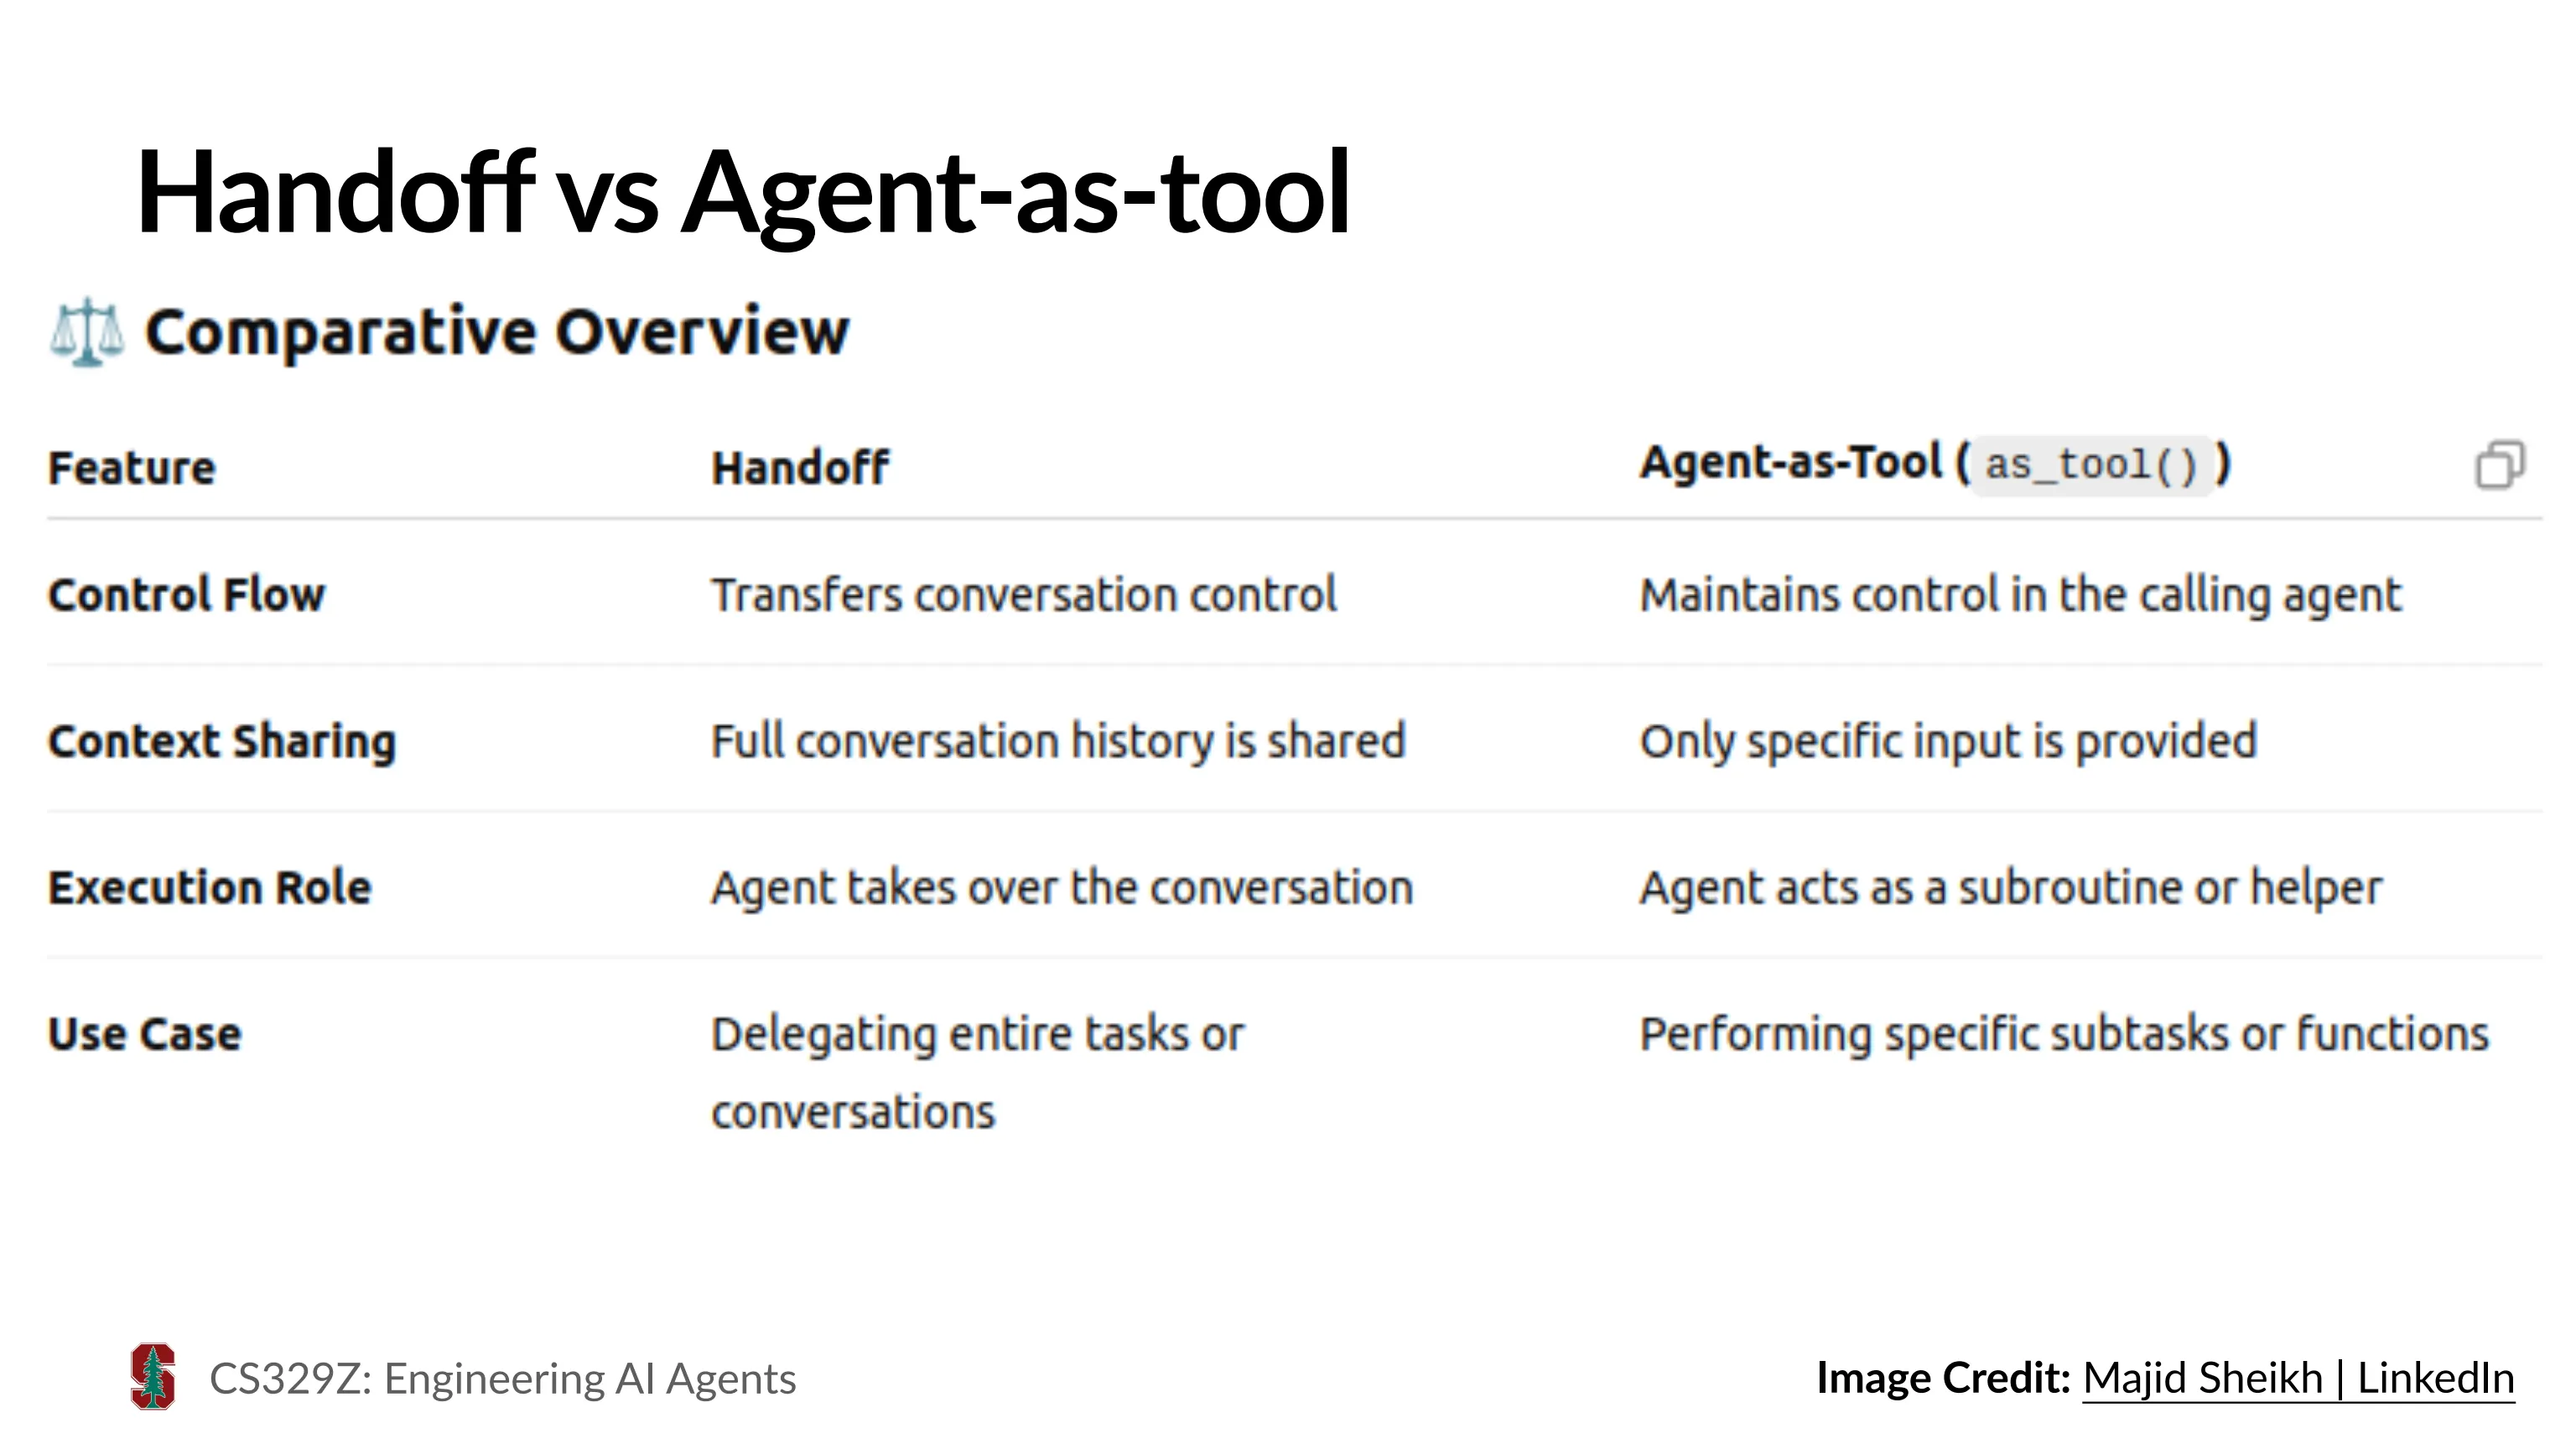 Handoff vs Agent-as-tool
⚖️ Comparative Overview
Feature Handoff Agent-as-Tool ( as_tool() )
Control Flow Transfers conversation control Maintains control in the calling agent
Context Sharing Full conversation history is shared Only specific input is provided
Execution Role Agent takes over the conversation Agent acts as a subroutine or helper
Use Case Delegating entire tasks or Performing specific subtasks or functions
conversations
CS329Z: Engineering AI Agents Image Credit: Majid Sheikh | LinkedIn